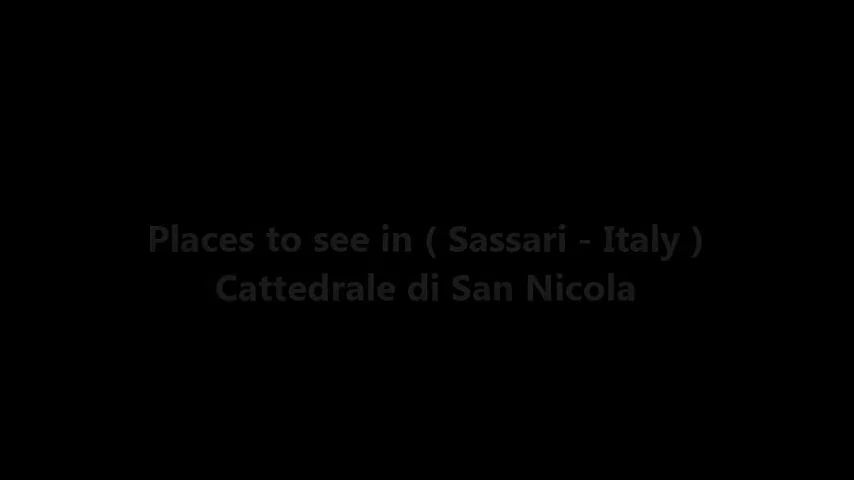 Places to see in ( Sassari - Italy )
Cattedrale di San Nicola